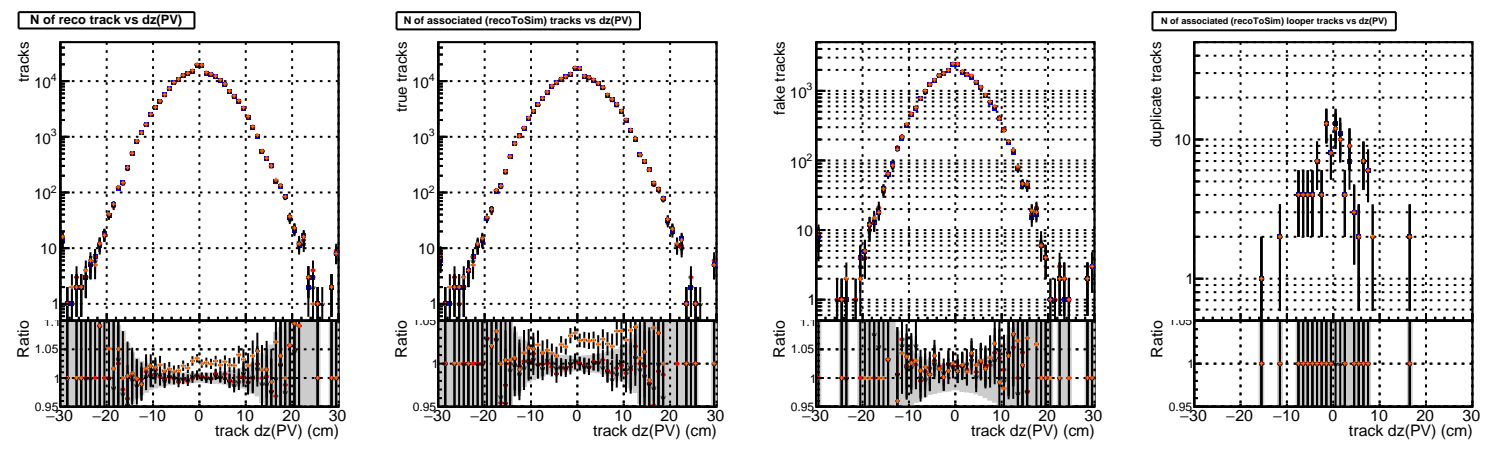 N of reco track vs dz(PV)
tracks
10⁴
10³
10²
10
1
Ratio
1.1
1.05
1
0.95
−30 −20 −10 0 10 20 30
track dz(PV) (cm)
N of associated (recoToSim) tracks vs dz(PV)
true tracks
10⁴
10³
10²
10
1
Ratio
1.05
1
0.95
−30 −20 −10 0 10 20 30
track dz(PV) (cm)
fake tracks
10³
10²
10
1
Ratio
1.1
1.05
1
0.95
−30 −20 −10 0 10 20 30
track dz(PV) (cm)
N of associated (recoToSim) looper tracks vs dz(PV)
duplicate tracks
10
1
Ratio
1.05
1
0.95
−30 −20 −10 0 10 20 30
track dz(PV) (cm)